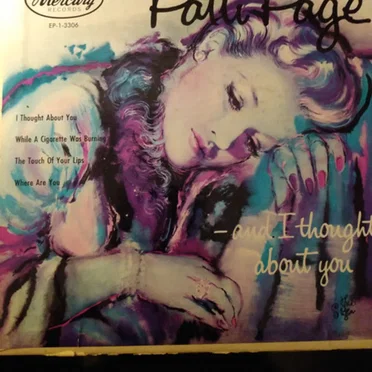 Mercury
RECORDS
EP-1-3306
Patti Page
I Thought About You
While A Cigarette Was Burning
The Touch Of Your Lips
Where Are You
—and I thought
about you